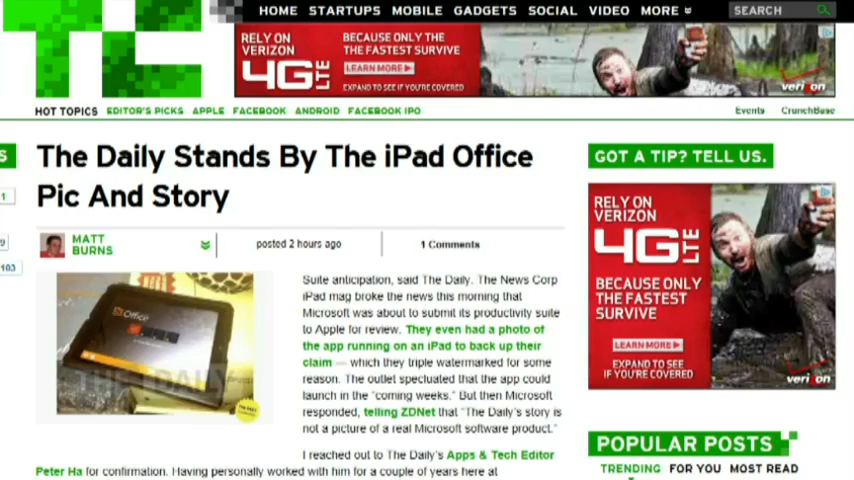 HOME STARTUPS MOBILE GADGETS SOCIAL VIDEO MORE SEARCH
TC
RELY ON
VERIZON
4G LTE
BECAUSE ONLY THE
THE FASTEST SURVIVE
LEARN MORE
EXPAND TO SEE IF YOU'RE COVERED
verizon
HOT TOPICS EDITOR'S PICKS APPLE FACEBOOK ANDROID FACEBOOK IPO
Events CrunchBase
The Daily Stands By The iPad Office
Pic And Story
MATT
BURNS
posted 2 hours ago
1 Comments
S
1
103
Office
THE DAILY
Suite anticipation, said The Daily. The News Corp
iPad mag broke the news this morning that
Microsoft was about to submit its productivity suite
to Apple for review. They even had a photo of
the app running on an iPad to back up their
claim — which they triple watermarked for some
reason. The outlet specluated that the app could
launch in the "coming weeks." But then Microsoft
responded, telling ZDNet that "The Daily's story is
not a picture of a real Microsoft software product."
I reached out to The Daily's Apps & Tech Editor
Peter Ha for confirmation. Having personally worked with him for a couple of years here at
GOT A TIP? TELL US.
RELY ON
VERIZON
4G LTE
BECAUSE ONLY
THE FASTEST
SURVIVE
LEARN MORE
EXPAND TO SEE
IF YOU'RE COVERED
verizon
POPULAR POSTS
TRENDING FOR YOU MOST READ